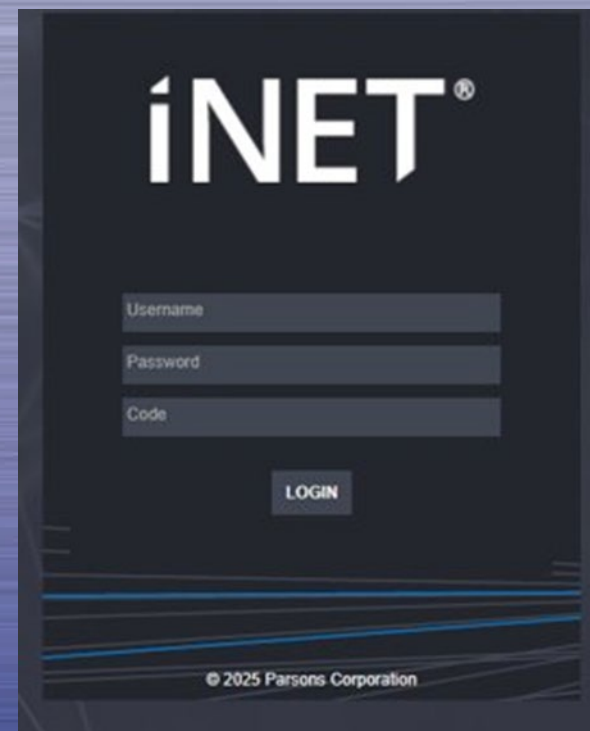 iNET®
Username
Password
Code
LOGIN
© 2025 Parsons Corporation